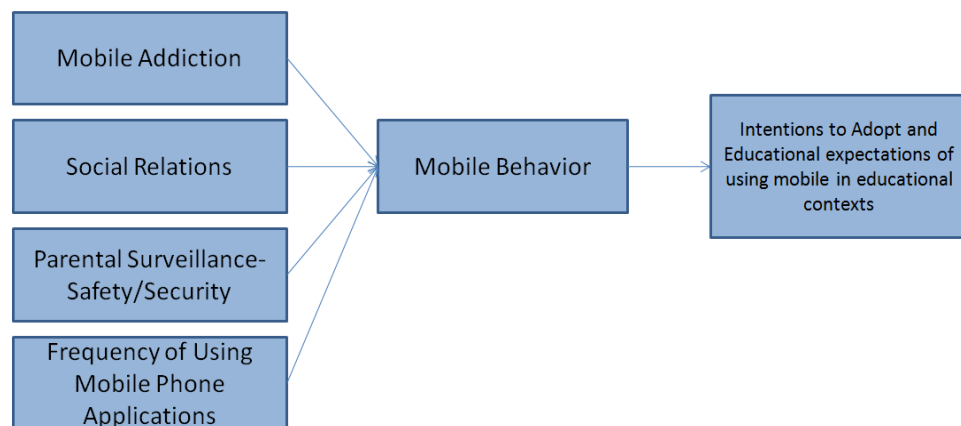 Mobile Addiction
Social Relations
Parental Surveillance-
Safety/Security
Frequency of Using
Mobile Phone
Applications
Mobile Behavior
Intentions to Adopt and
Educational expectations of
using mobile in educational
contexts